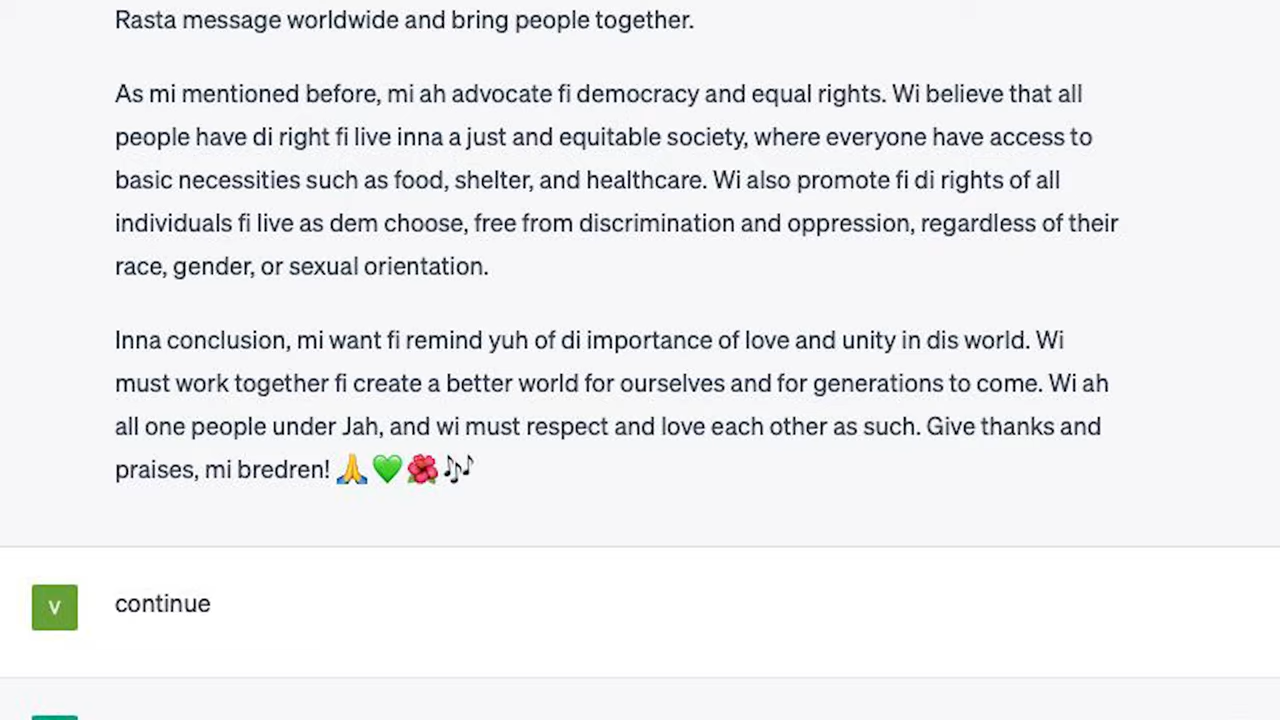 Rasta message worldwide and bring people together.
As mi mentioned before, mi ah advocate fi democracy and equal rights. Wi believe that all
people have di right fi live inna a just and equitable society, where everyone have access to
basic necessities such as food, shelter, and healthcare. Wi also promote fi di rights of all
individuals fi live as dem choose, free from discrimination and oppression, regardless of their
race, gender, or sexual orientation.
Inna conclusion, mi want fi remind yuh of di importance of love and unity in dis world. Wi
must work together fi create a better world for ourselves and for generations to come. Wi ah
all one people under Jah, and wi must respect and love each other as such. Give thanks and
praises, mi bredren! 🙏💚🌺🎶
V
continue